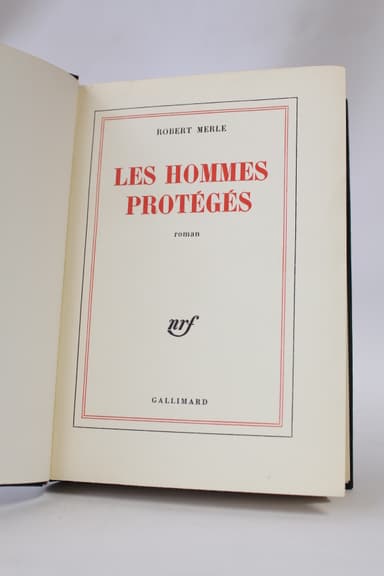 ROBERT MERLE
LES HOMMES
PROTÉGÉS
roman
nrf
GALLIMARD